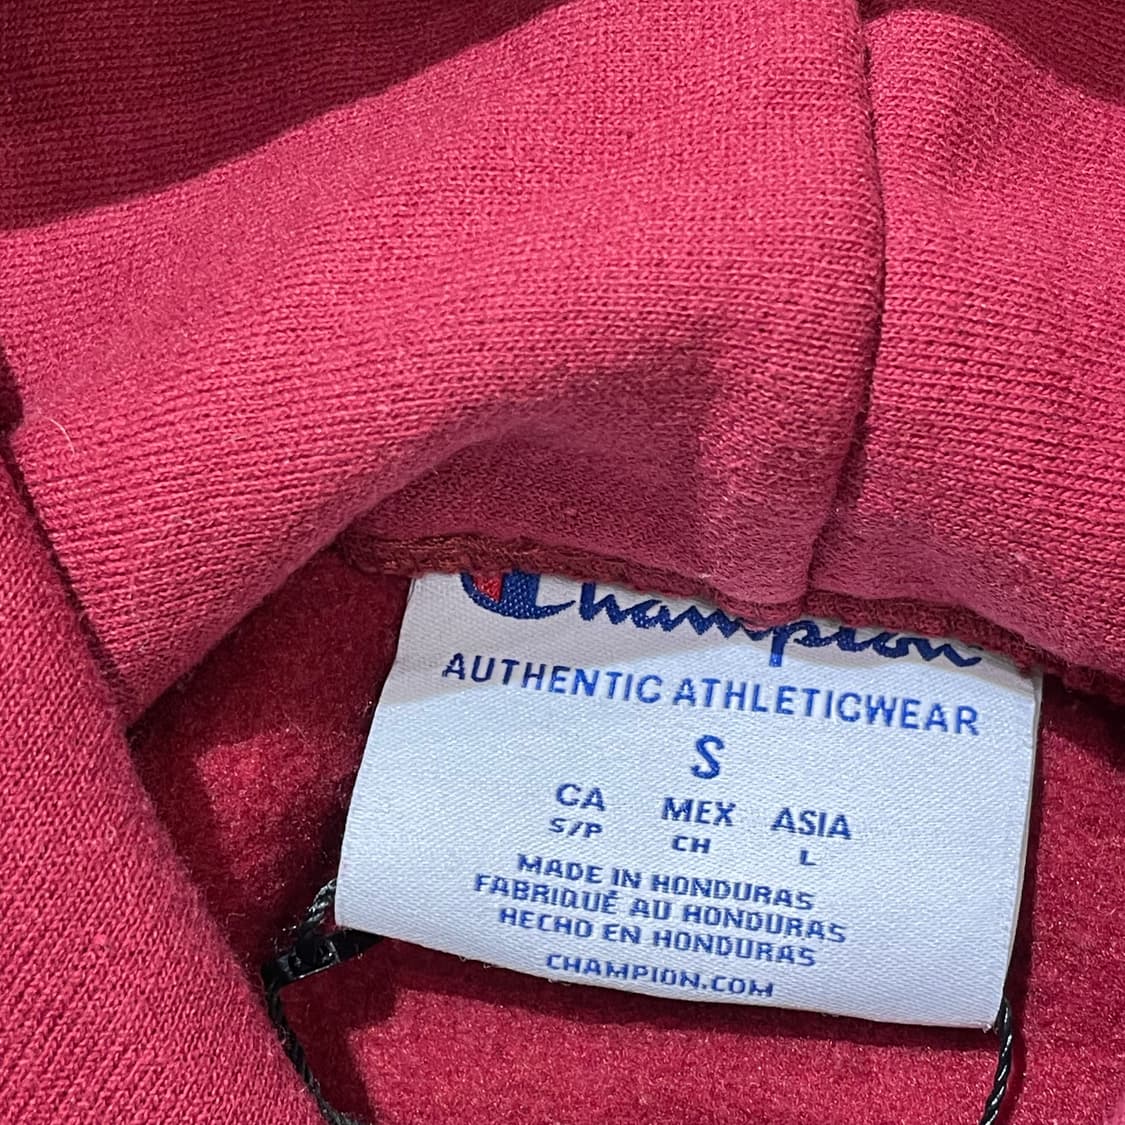 Champion
AUTHENTIC ATHLETICWEAR
S
CA MEX ASIA
S/P CH L
MADE IN HONDURAS
FABRIQUÉ AU HONDURAS
HECHO EN HONDURAS
CHAMPION.COM